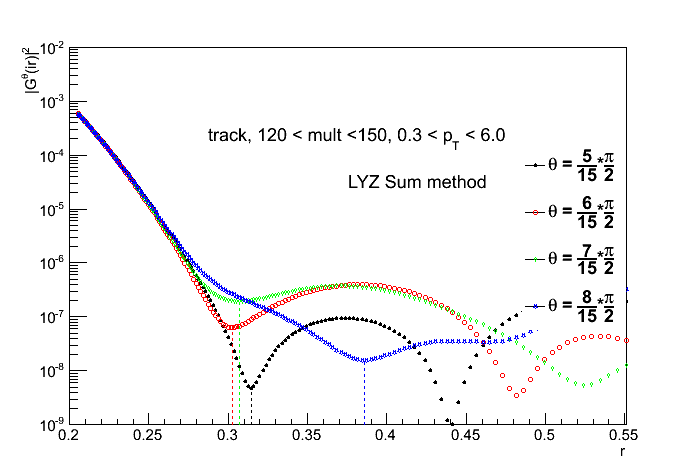 |G^θ(ir)|²
10⁻²
10⁻³
10⁻⁴
10⁻⁵
10⁻⁶
10⁻⁷
10⁻⁸
10⁻⁹
track, 120 < mult <150, 0.3 < p_T < 6.0
LYZ Sum method
θ = 5/15*π/2
θ = 6/15*π/2
θ = 7/15*π/2
θ = 8/15*π/2
0.2 0.25 0.3 0.35 0.4 0.45 0.5 0.55
r